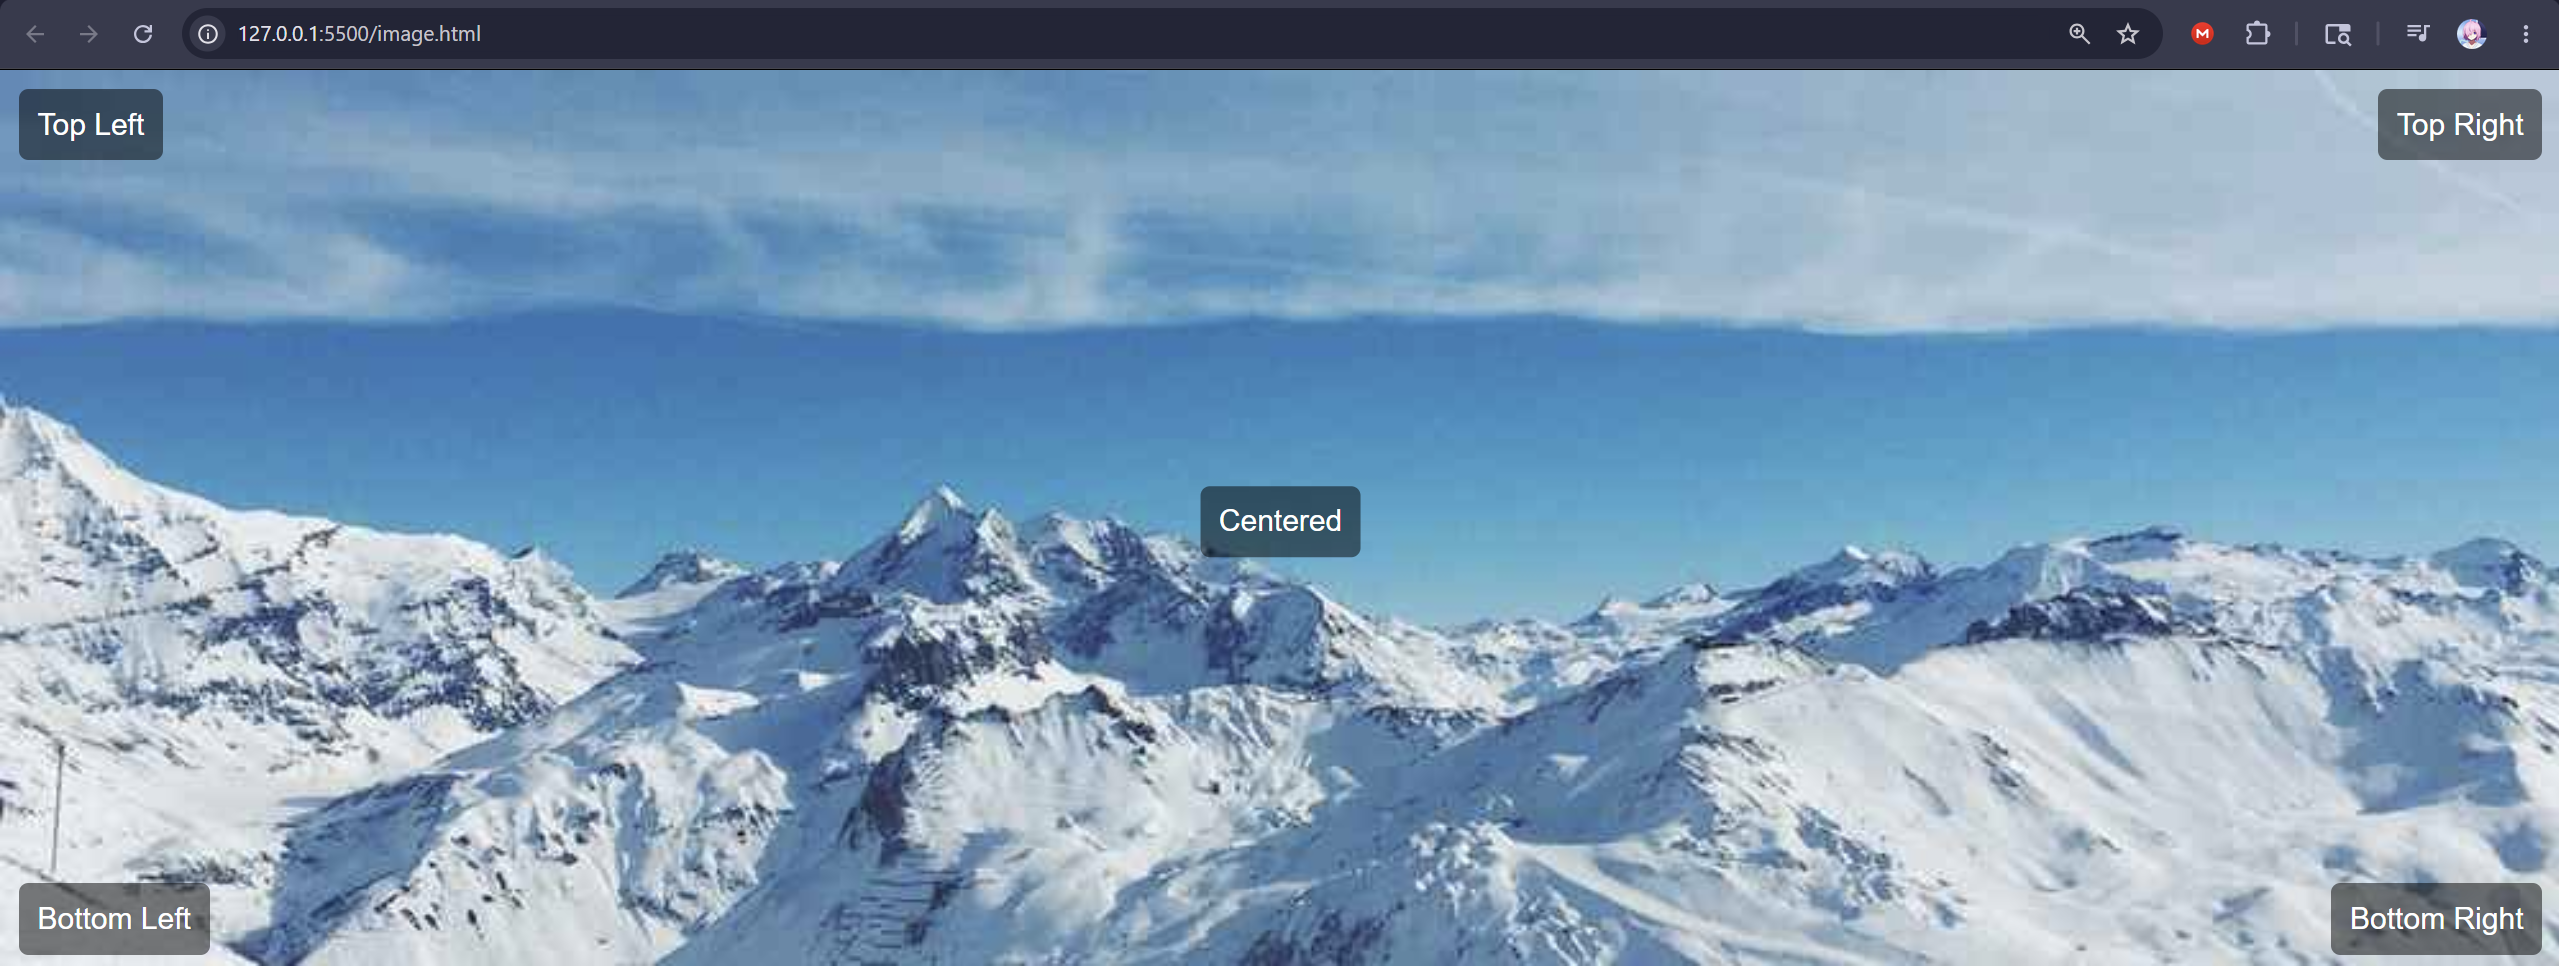 127.0.0.1:5500/image.html
Top Left
Top Right
Centered
Bottom Left
Bottom Right